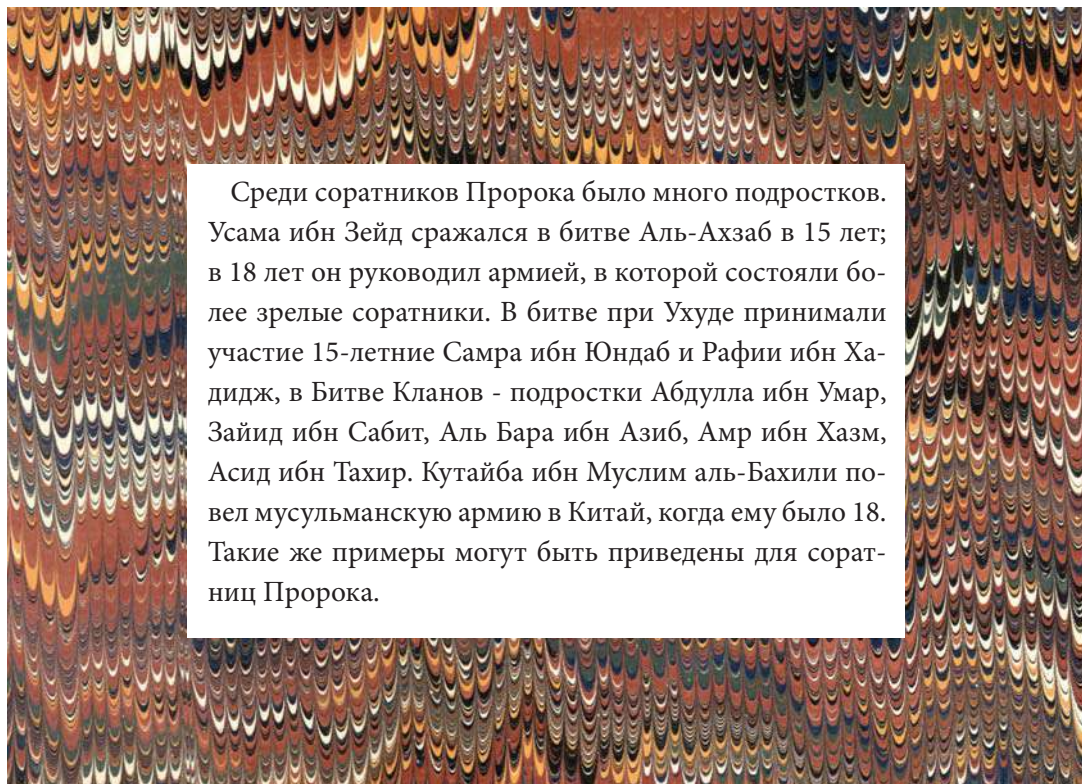 Среди соратников Пророка было много подростков.
Усама ибн Зейд сражался в битве Аль-Ахзаб в 15 лет;
в 18 лет он руководил армией, в которой состояли бо-
лее зрелые соратники. В битве при Ухуде принимали
участие 15-летние Самра ибн Юндаб и Рафии ибн Ха-
дидж, в Битве Кланов - подростки Абдулла ибн Умар,
Зайид ибн Сабит, Аль Бара ибн Азиб, Амр ибн Хазм,
Асид ибн Тахир. Кутайба ибн Муслим аль-Бахили по-
вел мусульманскую армию в Китай, когда ему было 18.
Такие же примеры могут быть приведены для сорат-
ниц Пророка.